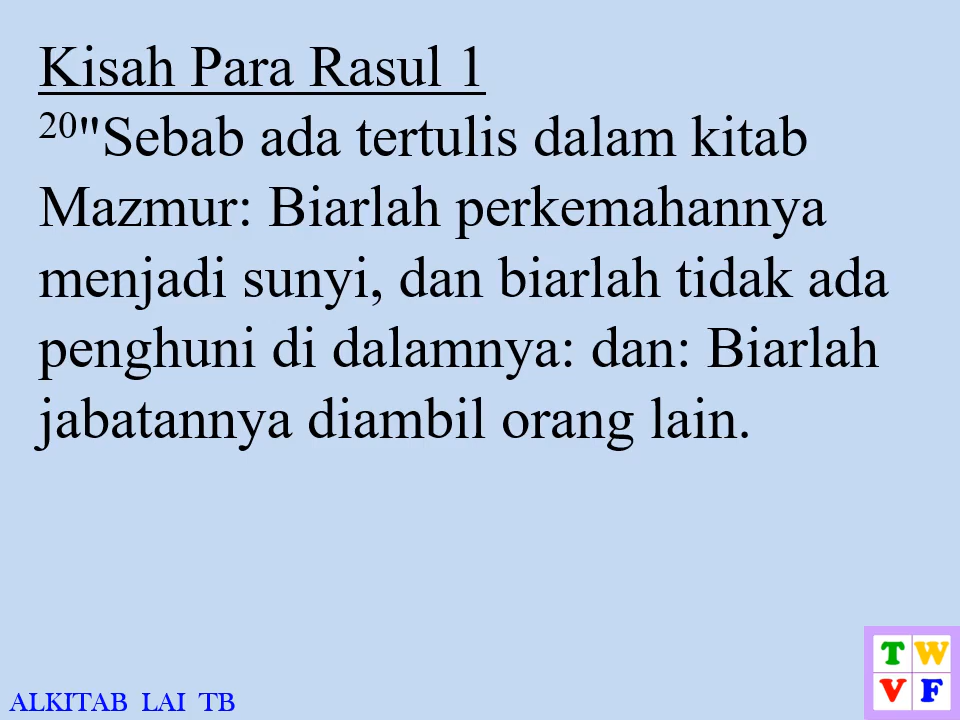 Kisah Para Rasul 1
20"Sebab ada tertulis dalam kitab
Mazmur: Biarlah perkemahannya
menjadi sunyi, dan biarlah tidak ada
penghuni di dalamnya: dan: Biarlah
jabatannya diambil orang lain.
ALKITAB LAI TB
T W
V F